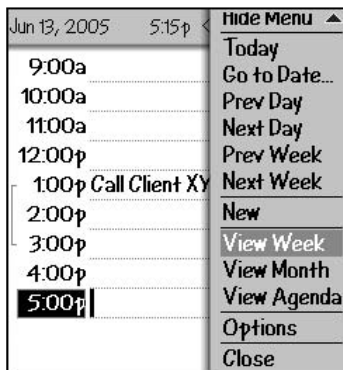 Jun 13, 2005 5:15p
9:00a
10:00a
11:00a
12:00p
1:00p Call Client XY
2:00p
3:00p
4:00p
5:00p
Hide Menu
Today
Go to Date...
Prev Day
Next Day
Prev Week
Next Week
New
View Week
View Month
View Agenda
Options
Close